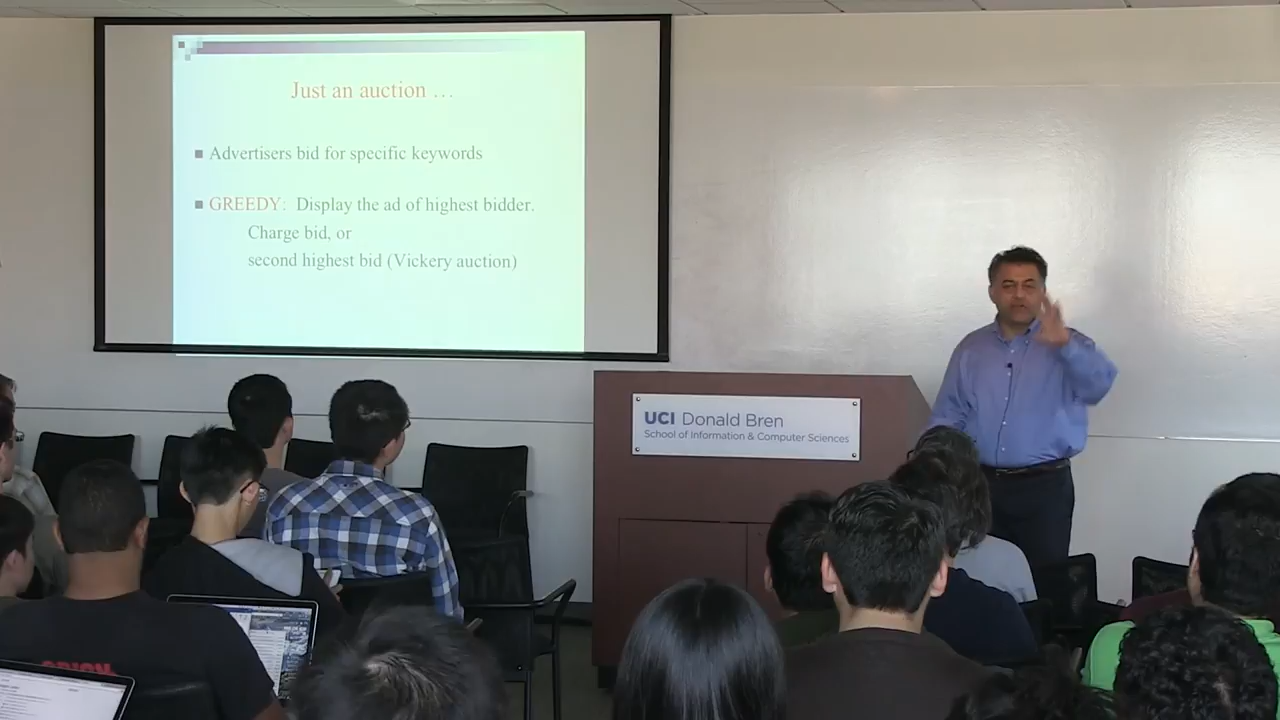 Just an auction …
Advertisers bid for specific keywords
GREEDY: Display the ad of highest bidder.
Charge bid, or
second highest bid (Vickery auction)
UCI Donald Bren
School of Information & Computer Sciences